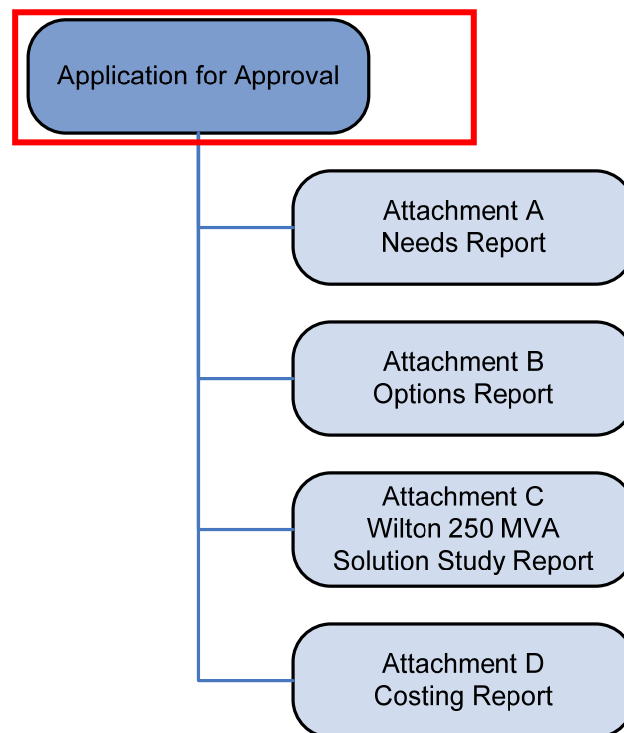 Application for Approval
Attachment A
Needs Report
Attachment B
Options Report
Attachment C
Wilton 250 MVA
Solution Study Report
Attachment D
Costing Report